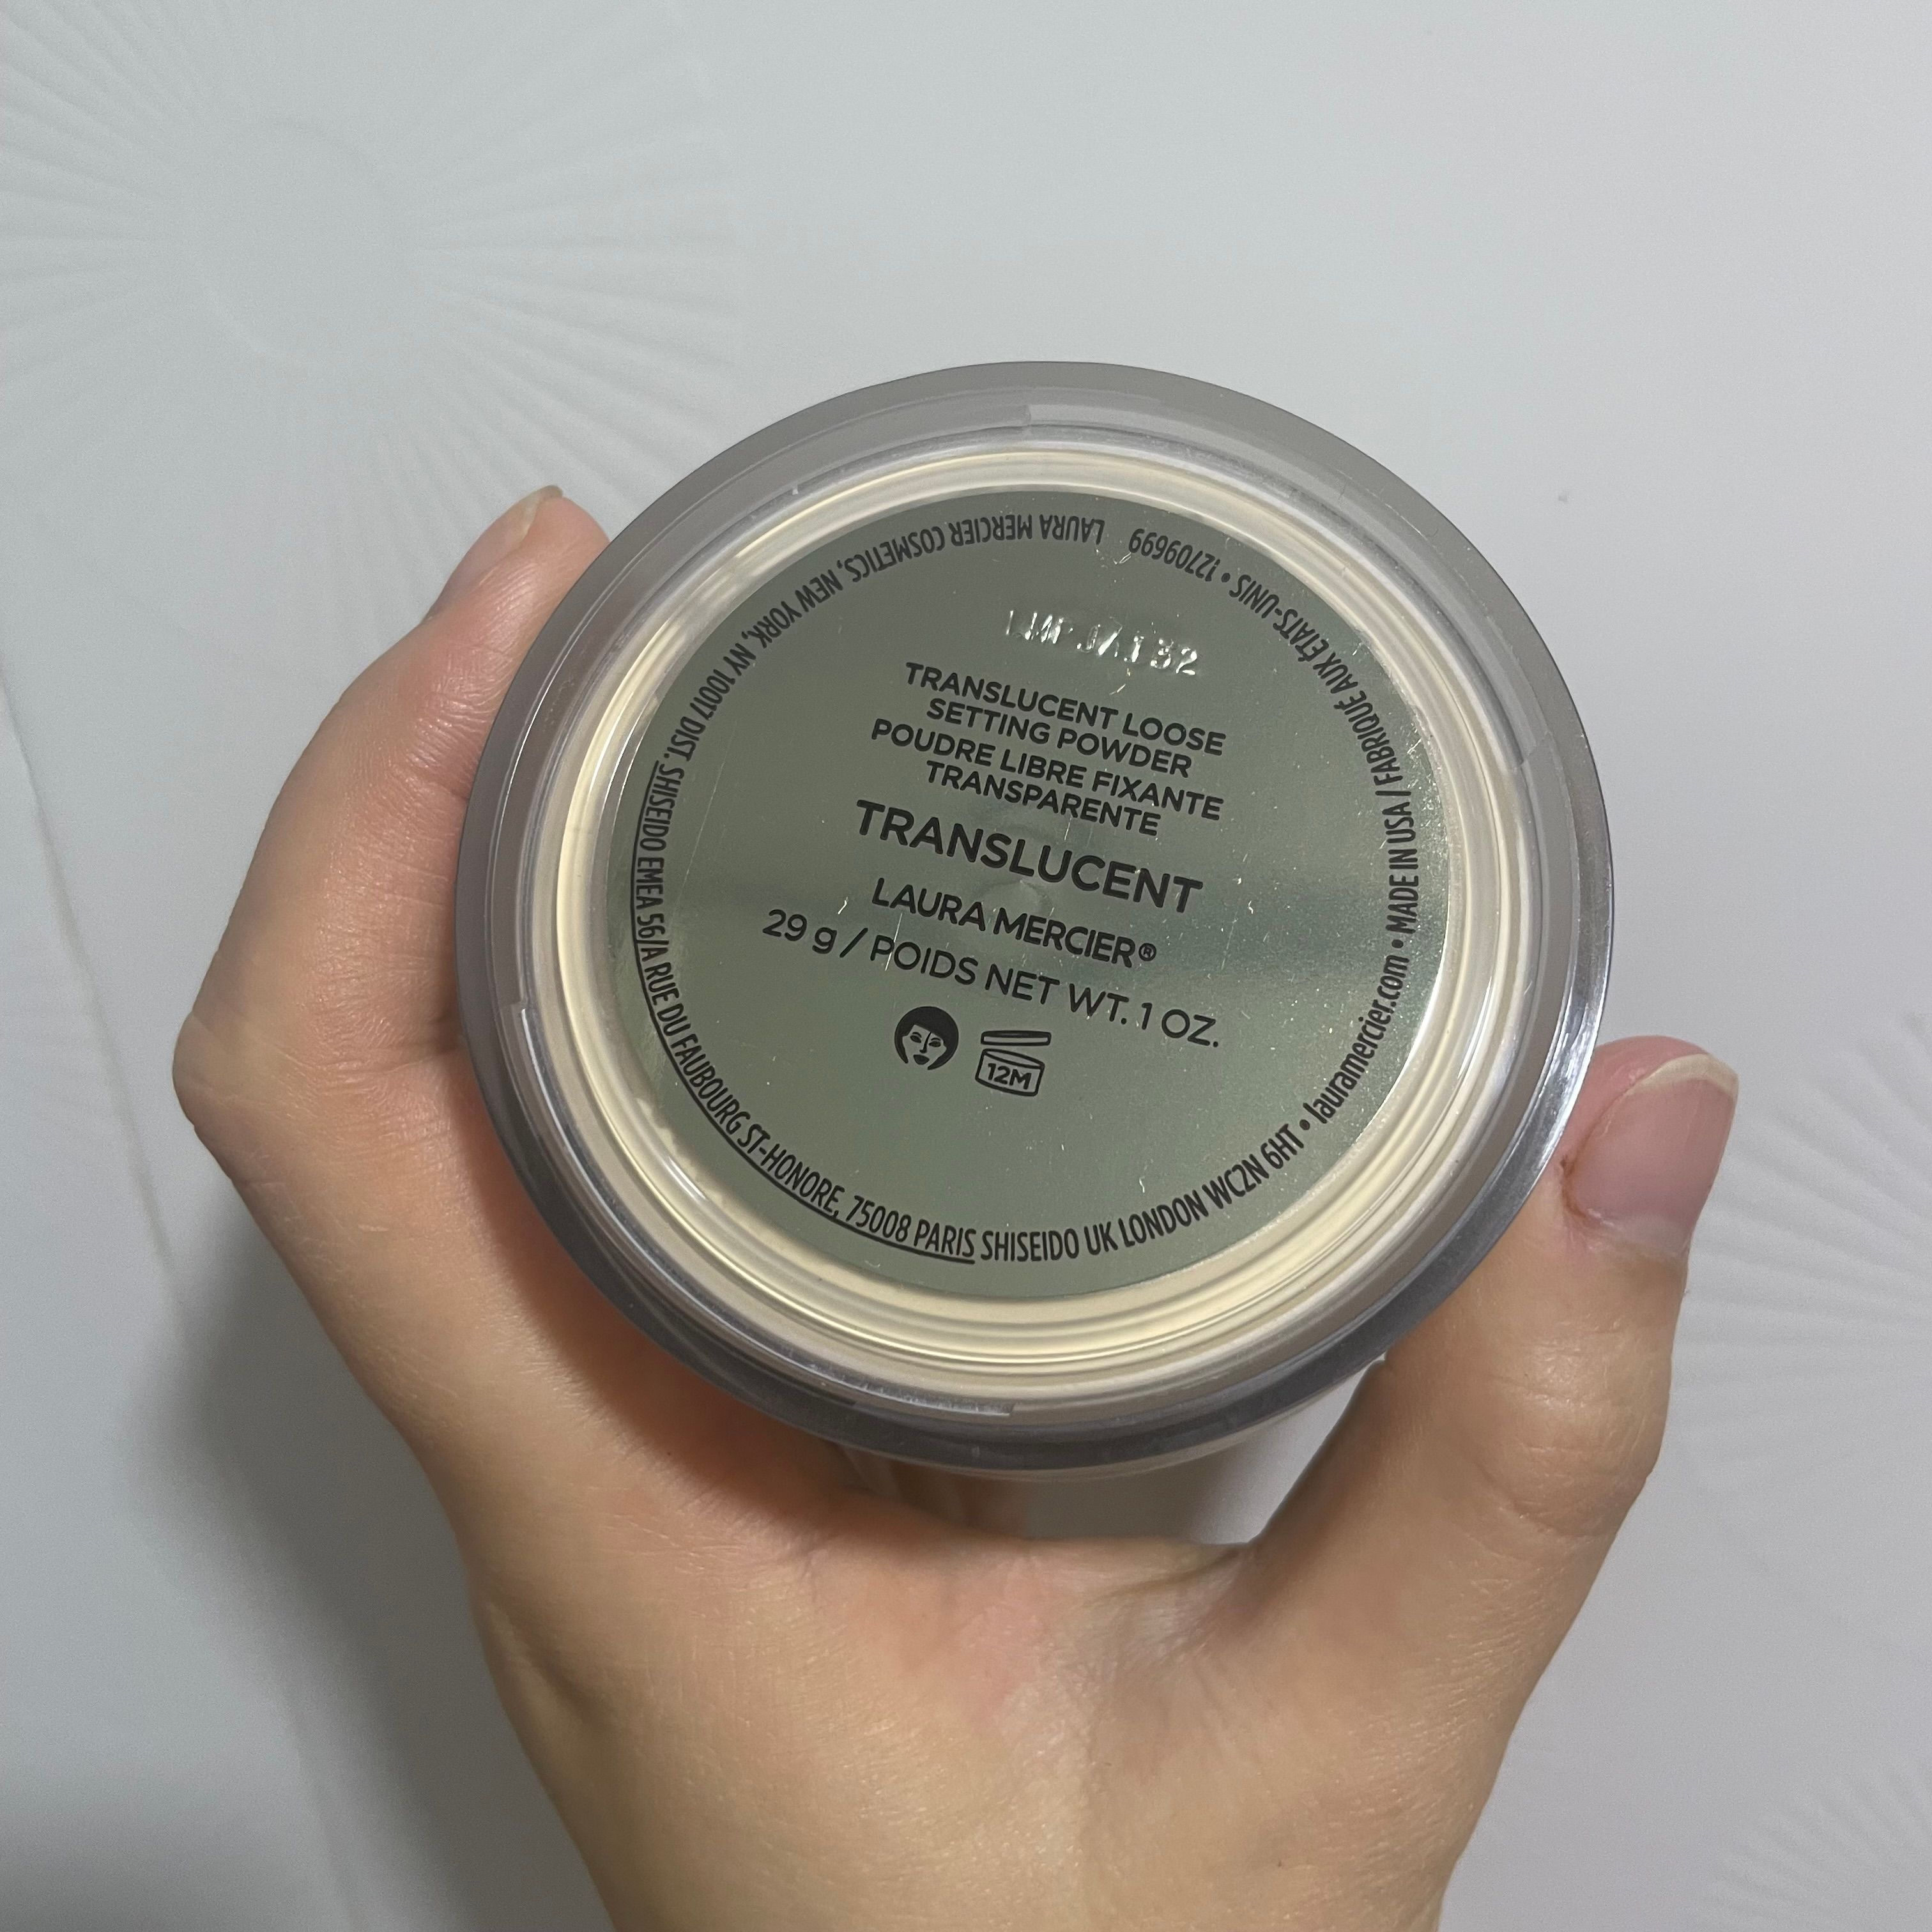 TRANSLUCENT LOOSE
SETTING POWDER
POUDRE LIBRE FIXANTE
TRANSPARENTE
TRANSLUCENT
LAURA MERCIER®
29 g / POIDS NET WT. 1 OZ.
12M
LAURA MERCIER COSMETICS, NEW YORK, NY 10017 DIST. SHISEIDO EMEA 56/A RUE DU FAUBOURG ST-HONORE, 75008 PARIS SHISEIDO UK LONDON WC2N 6HT • lauramercier.com • MADE IN USA / FABRIQUÉ AUX ÉTATS-UNIS • 12709699